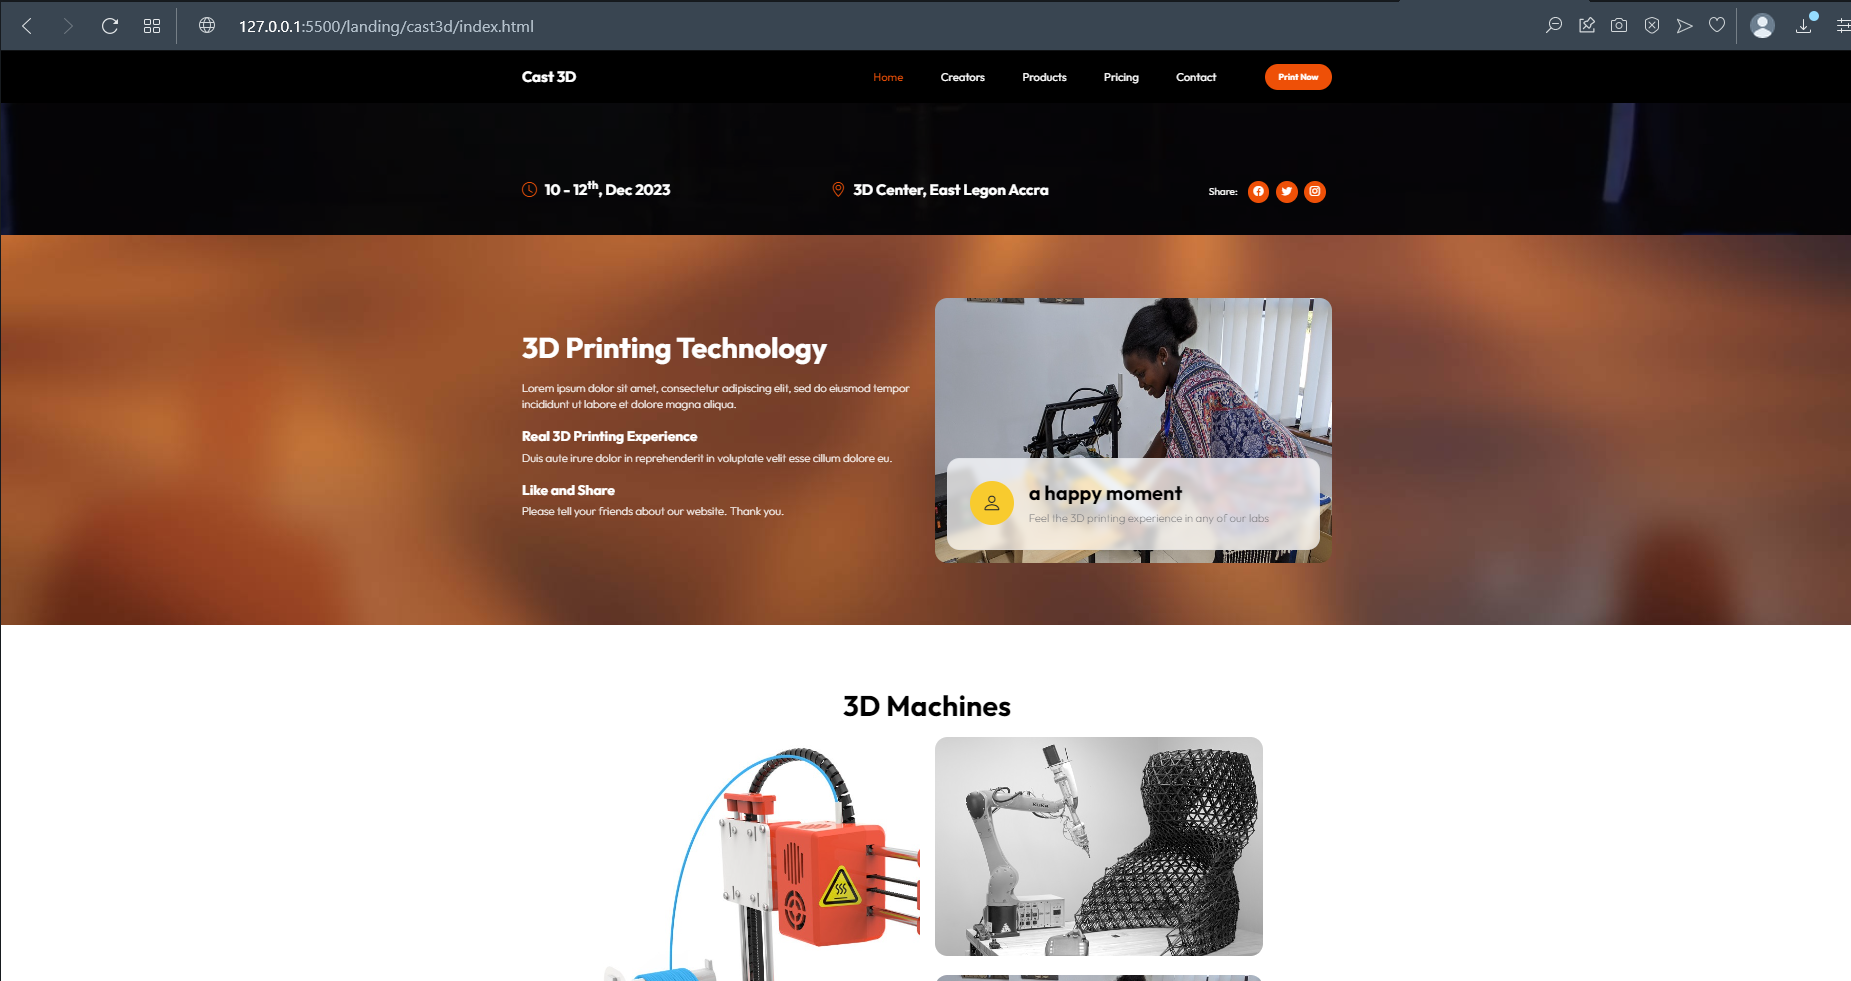 127.0.0.1:5500/landing/cast3d/index.html
Cast 3D
Home
Creators
Products
Pricing
Contact
Print Now
10 - 12th, Dec 2023
3D Center, East Legon Accra
Share:
3D Printing Technology
Lorem ipsum dolor sit amet, consectetur adipiscing elit, sed do eiusmod tempor
incididunt ut labore et dolore magna aliqua.
Real 3D Printing Experience
Duis aute irure dolor in reprehenderit in voluptate velit esse cillum dolore eu.
Like and Share
Please tell your friends about our website. Thank you.
a happy moment
Feel the 3D printing experience in any of our labs
3D Machines
KUKA